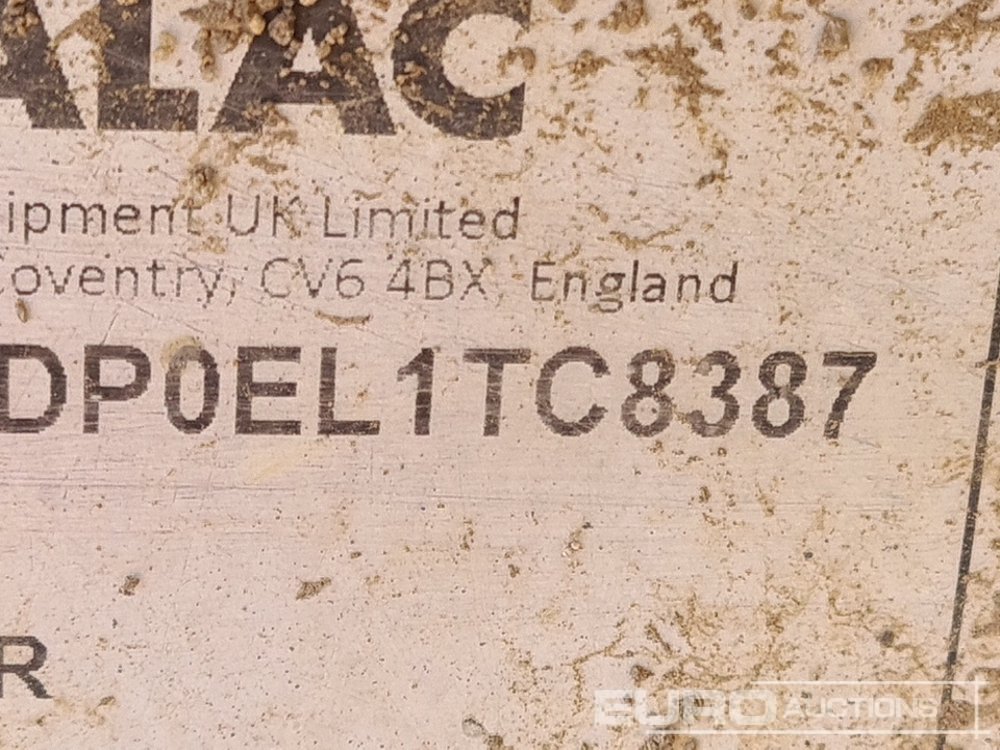 ALAC
ipment UK Limited
Coventry, CV6 4BX, England
DP0EL1TC8387
R
EURO AUCTIONS